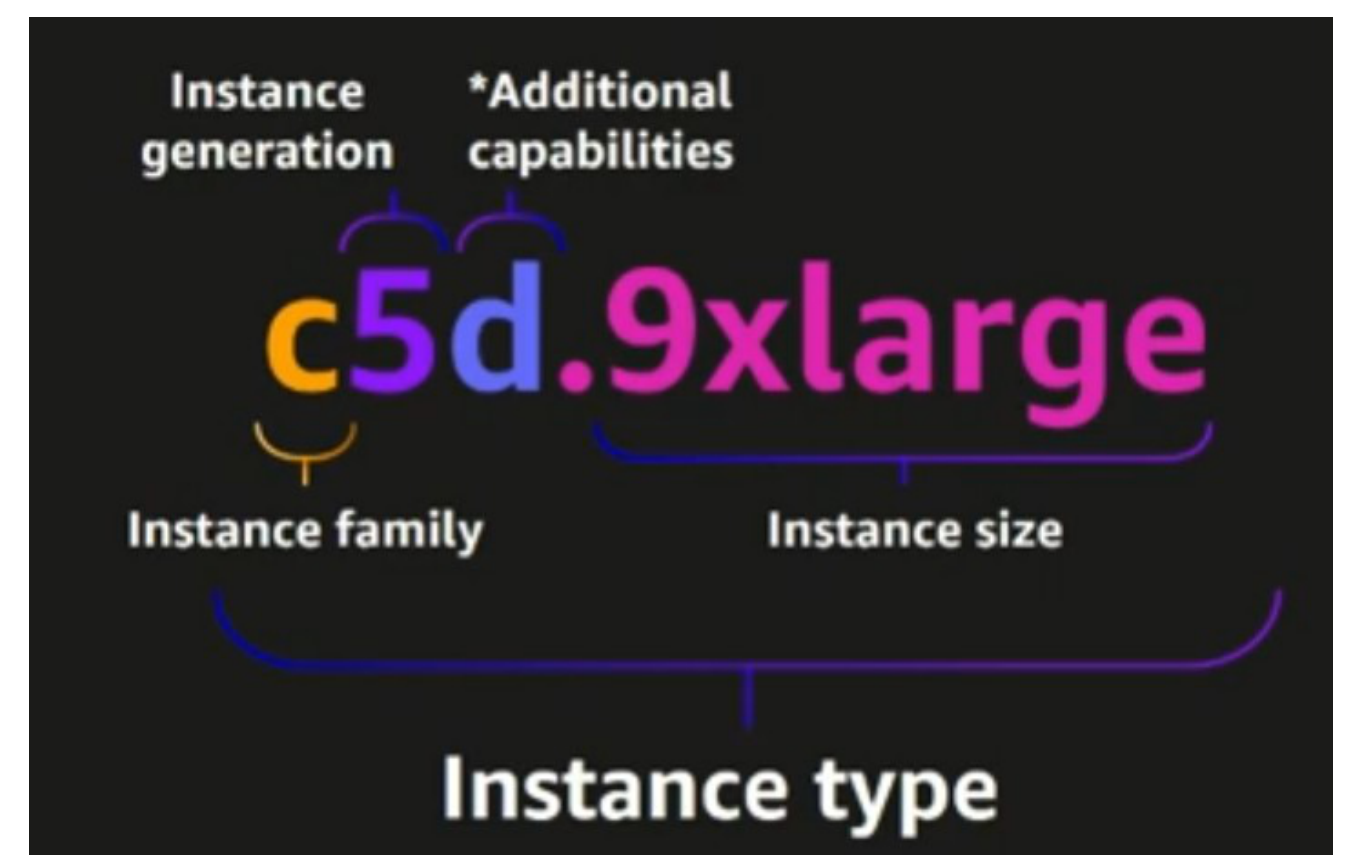 Instance
generation
*Additional
capabilities
c5d.9xlarge
Instance family
Instance size
Instance type